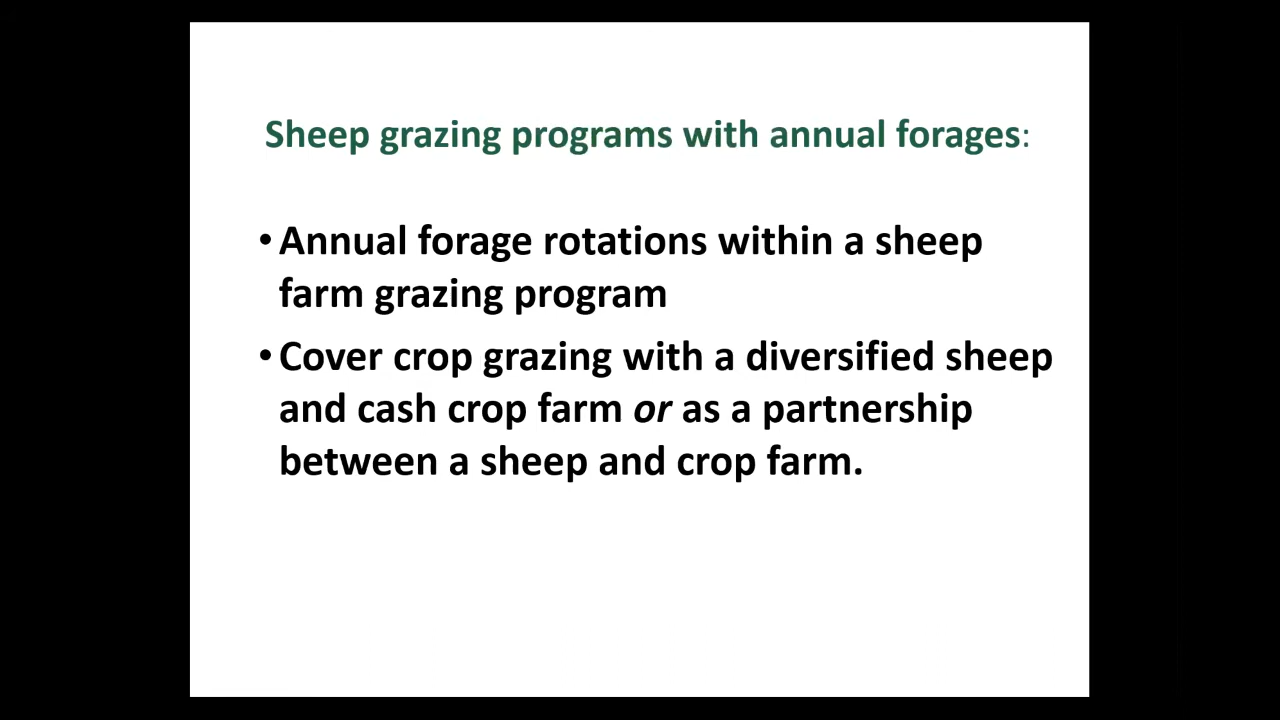 Sheep grazing programs with annual forages:
•Annual forage rotations within a sheep
farm grazing program
•Cover crop grazing with a diversified sheep
and cash crop farm or as a partnership
between a sheep and crop farm.